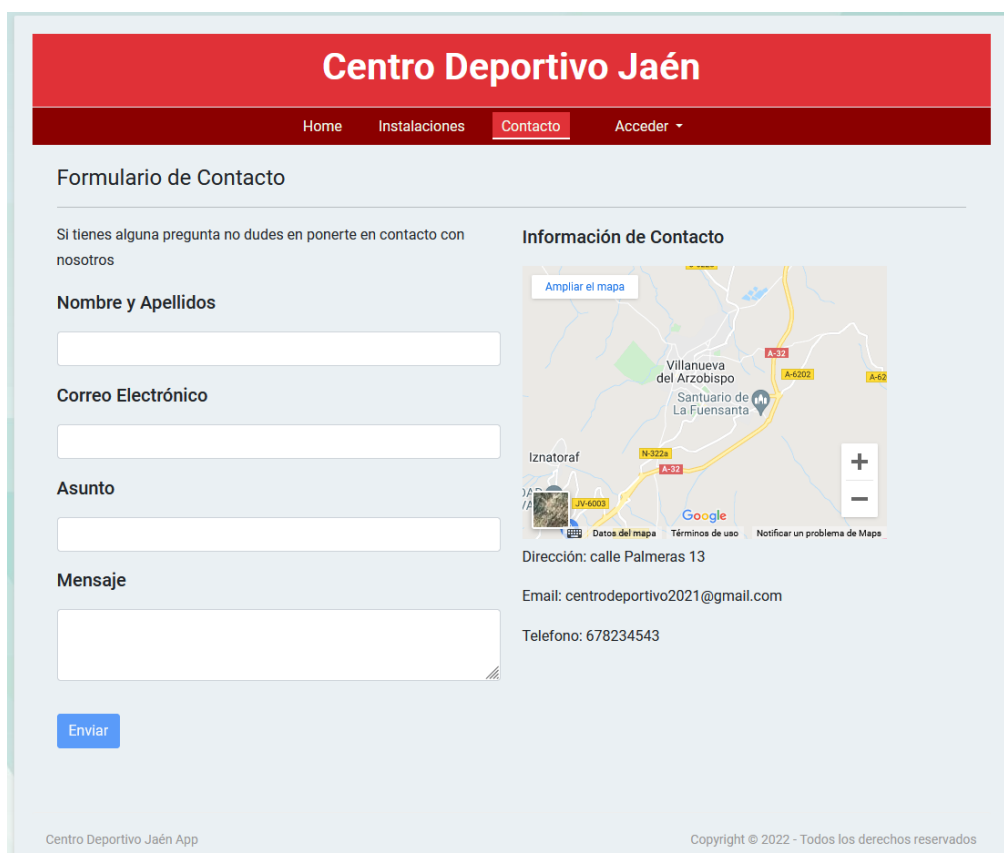 Centro Deportivo Jaén
Home Instalaciones Contacto Acceder
Formulario de Contacto
Si tienes alguna pregunta no dudes en ponerte en contacto con
nosotros
Nombre y Apellidos
Correo Electrónico
Asunto
Mensaje
Enviar
Información de Contacto
Ampliar el mapa
A-32
Villanueva
del Arzobispo
A-6202
Santuario de
La Fuensanta
Iznatoraf
N-322a
A-32
JV-6003
Google
Datos del mapa Términos de uso Notificar un problema de Maps
Dirección: calle Palmeras 13
Email: centrodeportivo2021@gmail.com
Telefono: 678234543
Centro Deportivo Jaén App Copyright © 2022 - Todos los derechos reservados